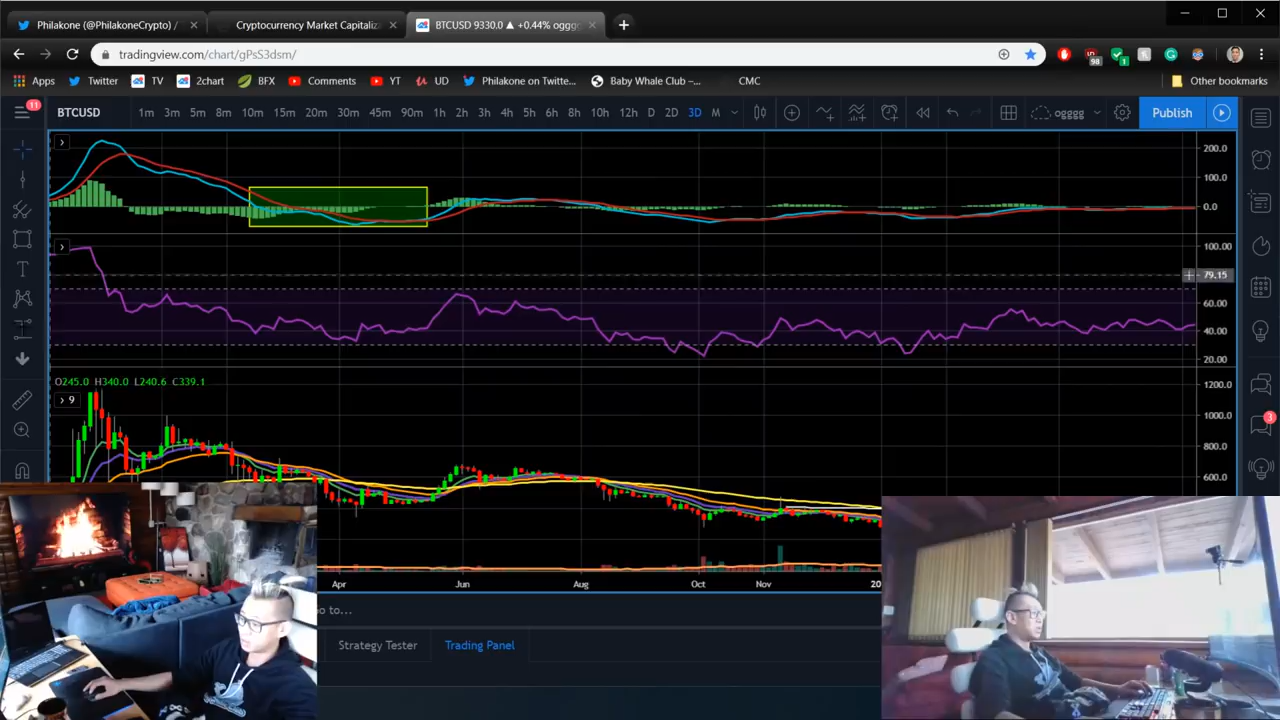 Philakone (@PhilakoneCrypto) /
Cryptocurrency Market Capitaliz
BTCUSD 9330.0 ▲ +0.44% oggg
tradingview.com/chart/gPsS3dsm/
98
1
Apps
Twitter
TV
2chart
BFX
Comments
YT
UD
Philakone on Twitte...
Baby Whale Club –...
CMC
Other bookmarks
11
BTCUSD
1m 3m 5m 8m 10m 15m 20m 30m 45m 90m 1h 2h 3h 4h 5h 6h 8h 10h 12h D 2D 3D M
ogggg
Publish
200.0
100.0
0.0
100.00
79.15
60.00
40.00
20.00
O245.0 H340.0 L240.6 C339.1
9
1200.0
1000.0
800.0
600.0
3
Apr Jun Aug Oct Nov 20
o to...
Strategy Tester
Trading Panel